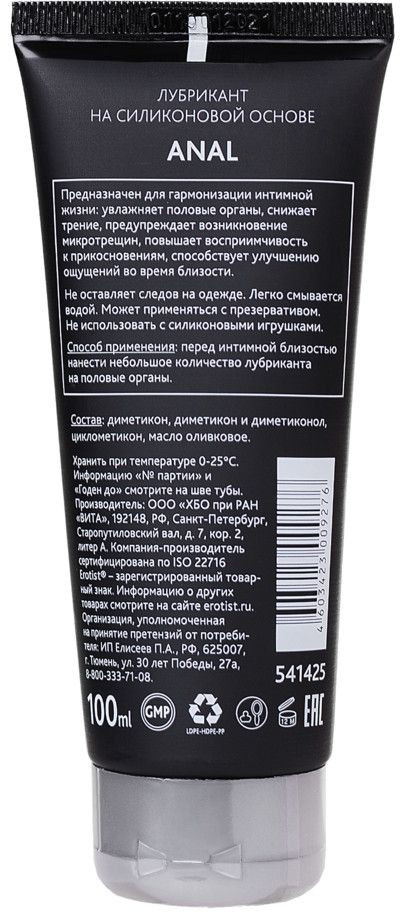 ЛУБРИКАНТ
НА СИЛИКОНОВОЙ ОСНОВЕ
ANAL
Предназначен для гармонизации интимной
жизни: увлажняет половые органы, снижает
трение, предупреждает возникновение
микротрещин, повышает восприимчивость
к прикосновениям, способствует улучшению
ощущений во время близости.
Не оставляет следов на одежде. Легко смывается
водой. Может применяться с презервативом.
Не использовать с силиконовыми игрушками.
Способ применения: перед интимной близостью
нанести небольшое количество лубриканта
на половые органы.
Состав: диметикон, диметикон и диметиконол,
циклометикон, масло оливковое.
Хранить при температуре 0-25°C.
Информацию «№ партии» и
«Годен до» смотрите на шве тубы.
Производитель: ООО «ХБО при РАН
«ВИТА», 192148, РФ, Санкт-Петербург,
Старопутиловский вал, д. 7, кор. 2,
литер А. Компания-производитель
сертифицирована по ISO 22716
Erotist® – зарегистрированный товар-
ный знак. Информацию о других
товарах смотрите на сайте erotist.ru.
Организация, уполномоченная
на принятие претензий от потреби-
теля: ИП Елисеев П.А., РФ, 625007,
г. Тюмень, ул. 30 лет Победы, 27а,
8-800-333-71-08.
4603423009276
541425
100ml
GMP
LDPE-HDPE-PP
12 M
EAC